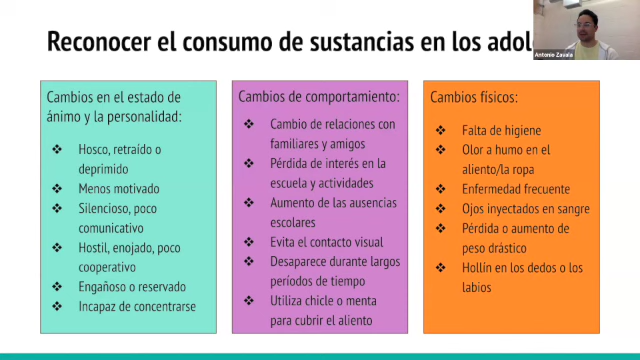 Reconocer el consumo de sustancias en los
Antonio Zavala
Cambios en el estado de
ánimo y la personalidad:
❖ Hosco, retraído o
deprimido
❖ Menos motivado
❖ Silencioso, poco
comunicativo
❖ Hostil, enojado, poco
cooperativo
❖ Engañoso o reservado
❖ Incapaz de concentrarse
Cambios de comportamiento:
❖ Cambio de relaciones con
familiares y amigos
❖ Pérdida de interés en la
escuela y actividades
❖ Aumento de las ausencias
escolares
❖ Evita el contacto visual
❖ Desaparece durante largos
períodos de tiempo
❖ Utiliza chicle o menta
para cubrir el aliento
Cambios físicos:
❖ Falta de higiene
❖ Olor a humo en el
aliento/la ropa
❖ Enfermedad frecuente
❖ Ojos inyectados en sangre
❖ Pérdida o aumento de
peso drástico
❖ Hollín en los dedos o los
labios